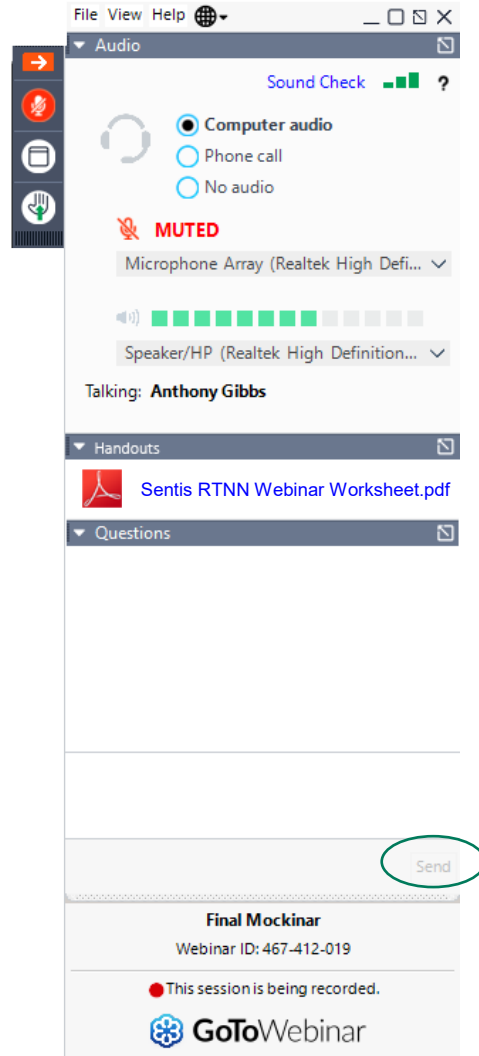 File View Help
Audio
Sound Check ?
Computer audio
Phone call
No audio
MUTED
Microphone Array (Realtek High Defi...
Speaker/HP (Realtek High Definition...
Talking: Anthony Gibbs
Handouts
Sentis RTNN Webinar Worksheet.pdf
Questions
Send
Final Mockinar
Webinar ID: 467-412-019
This session is being recorded.
GoToWebinar